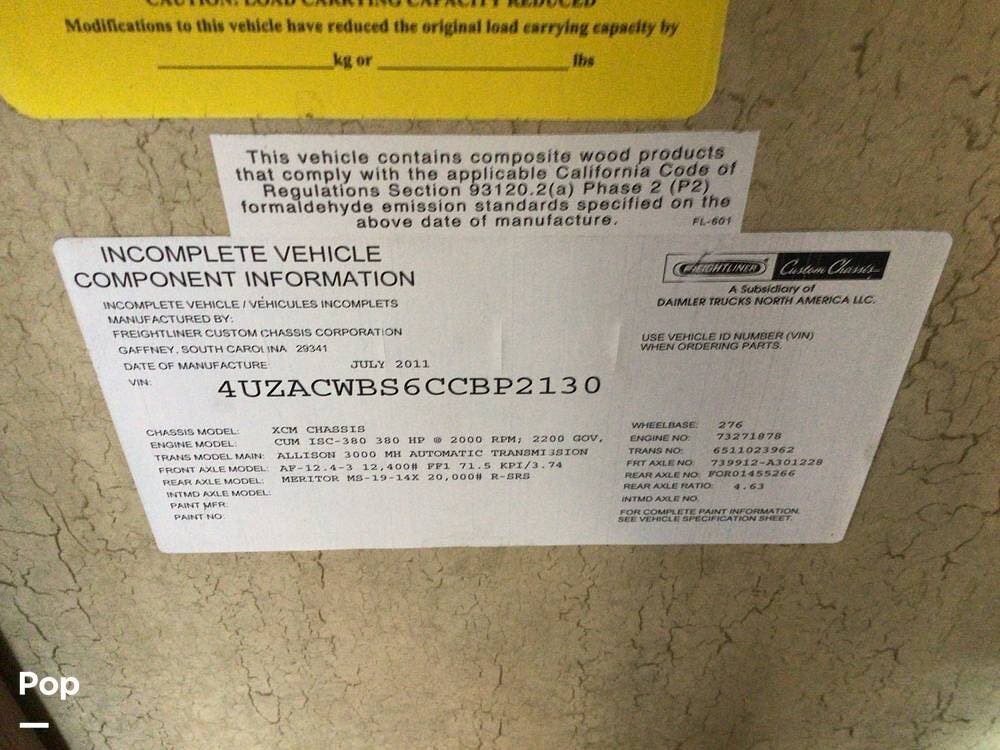 CAUTION: LOAD CARRYING CAPACITY REDUCED
Modifications to this vehicle have reduced the original load carrying capacity by
kg or lbs
This vehicle contains composite wood products
that comply with the applicable California Code of
Regulations Section 93120.2(a) Phase 2 (P2)
formaldehyde emission standards specified on the
above date of manufacture. FL-601
INCOMPLETE VEHICLE
COMPONENT INFORMATION
INCOMPLETE VEHICLE / VÉHICULES INCOMPLETS
MANUFACTURED BY:
FREIGHTLINER CUSTOM CHASSIS CORPORATION
GAFFNEY, SOUTH CAROLINA 29341
DATE OF MANUFACTURE: JULY 2011
VIN: 4UZACWBS6CCBP2130
CHASSIS MODEL: XCM CHASSIS
ENGINE MODEL: CUM ISC-380 380 HP @ 2000 RPM; 2200 GOV,
TRANS MODEL MAIN: ALLISON 3000 MH AUTOMATIC TRANSMISSION
FRONT AXLE MODEL: AF-12.4-3 12,400# FF1 71.5 KPI/3.74
REAR AXLE MODEL: MERITOR MS-19-14X 20,000# R-SRS
INTMD AXLE MODEL:
PAINT MFR:
PAINT NO:
FREIGHTLINER Custom Chassis
A Subsidiary of
DAIMLER TRUCKS NORTH AMERICA LLC.
USE VEHICLE ID NUMBER (VIN)
WHEN ORDERING PARTS.
WHEELBASE: 276
ENGINE NO: 73271878
TRANS NO: 6511023962
FRT AXLE NO: 739912-A301228
REAR AXLE NO: FOR01455266
REAR AXLE RATIO: 4.63
INTMD AXLE NO.
FOR COMPLETE PAINT INFORMATION,
SEE VEHICLE SPECIFICATION SHEET.
Pop